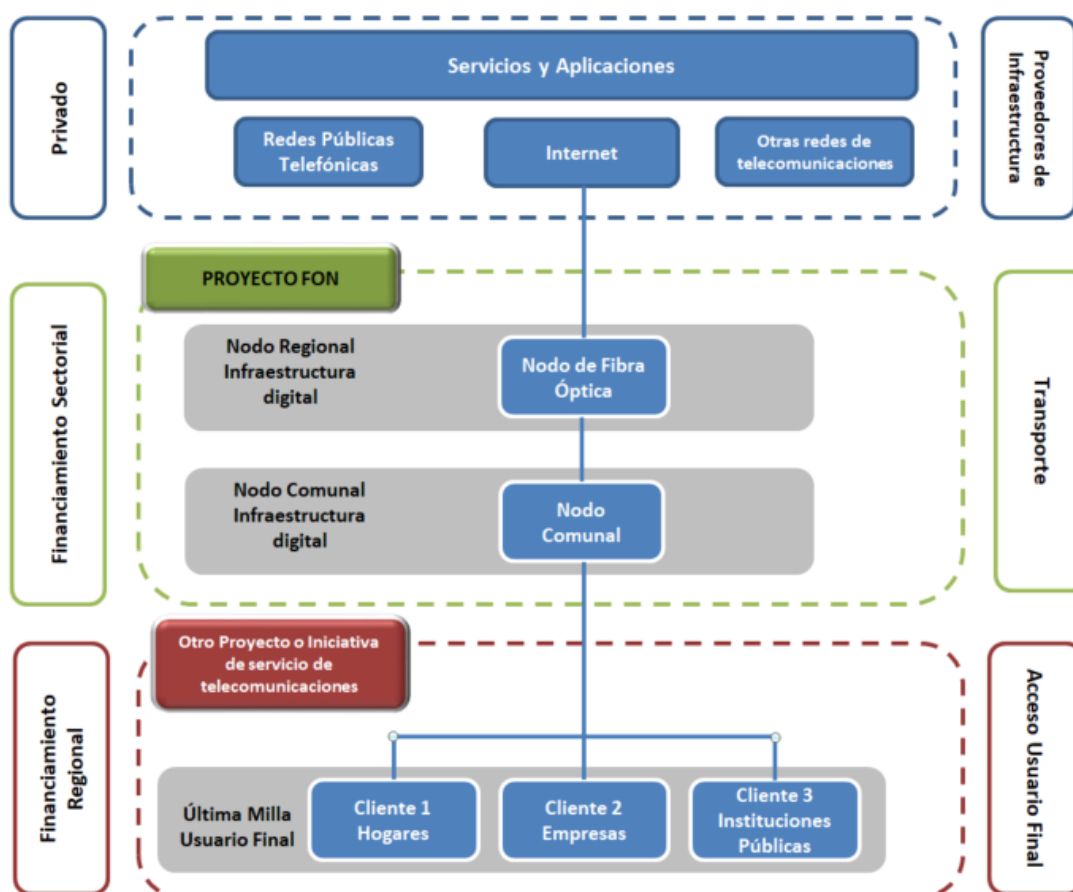 Privado
Servicios y Aplicaciones
Redes Públicas
Telefónicas
Internet
Otras redes de
telecomunicaciones
Proveedores de
Infraestructura
PROYECTO FON
Financiamiento Sectorial
Nodo Regional
Infraestructura
digital
Nodo de Fibra
Óptica
Nodo Comunal
Infraestructura
digital
Nodo
Comunal
Transporte
Otro Proyecto o Iniciativa
de servicio de
telecomunicaciones
Financiamiento
Regional
Última Milla
Usuario Final
Cliente 1
Hogares
Cliente 2
Empresas
Cliente 3
Instituciones
Públicas
Acceso Usuario Final